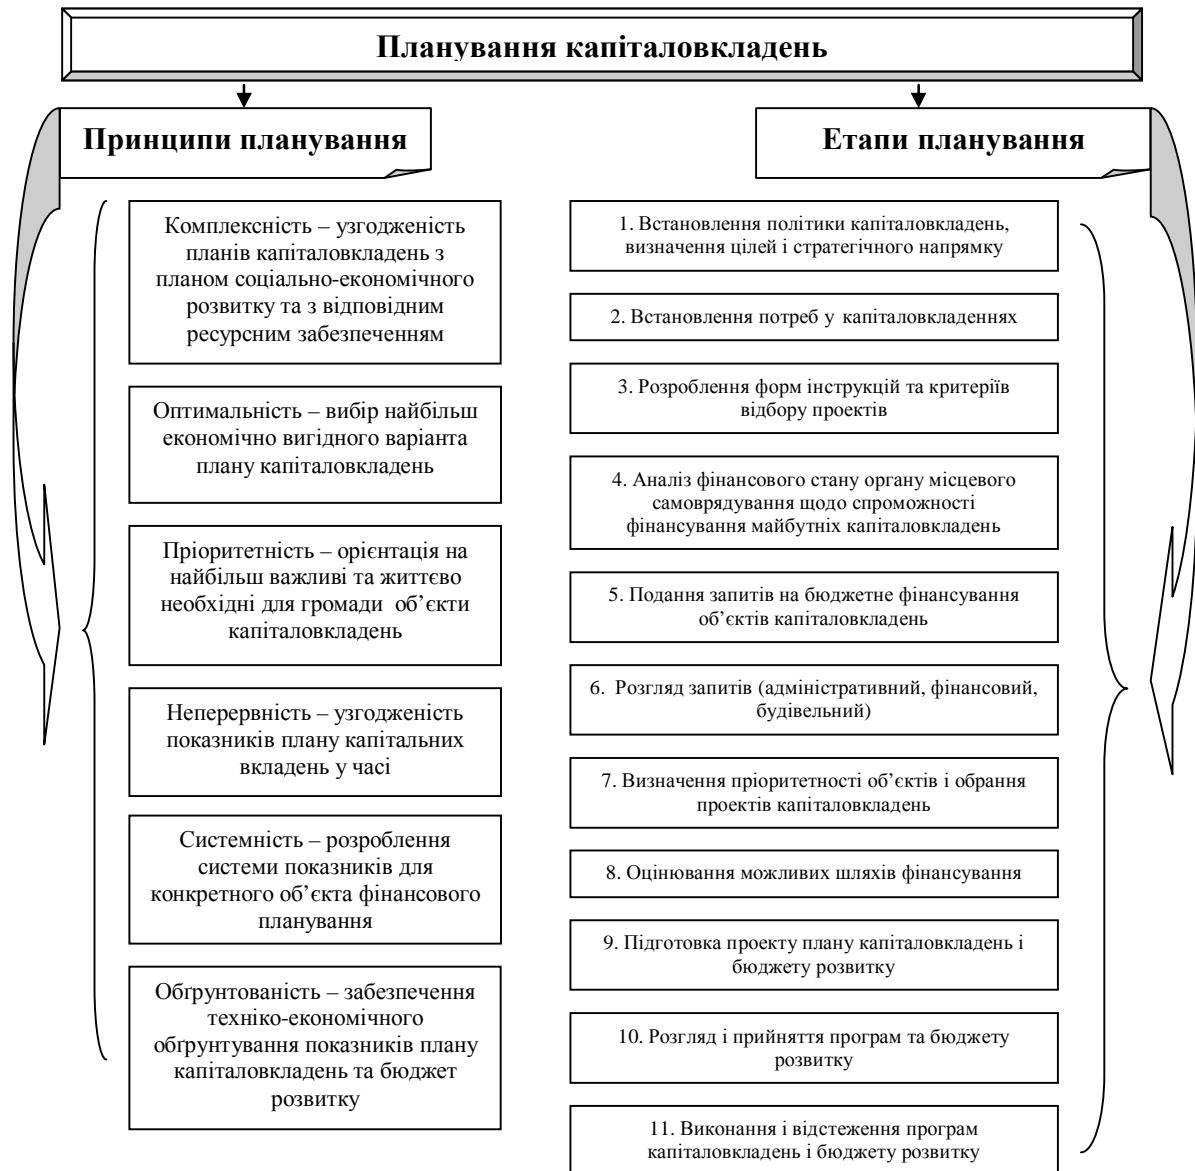 Планування капіталовкладень
Принципи планування
Етапи планування
Комплексність – узгодженість
планів капіталовкладень з
планом соціально-економічного
розвитку та з відповідним
ресурсним забезпеченням
Оптимальність – вибір найбільш
економічно вигідного варіанта
плану капіталовкладень
Пріоритетність – орієнтація на
найбільш важливі та життєво
необхідні для громади об’єкти
капіталовкладень
Неперервність – узгодженість
показників плану капітальних
вкладень у часі
Системність – розроблення
системи показників для
конкретного об’єкта фінансового
планування
Обґрунтованість – забезпечення
техніко-економічного
обґрунтування показників плану
капіталовкладень та бюджет
розвитку
1. Встановлення політики капіталовкладень,
визначення цілей і стратегічного напрямку
2. Встановлення потреб у капіталовкладеннях
3. Розроблення форм інструкцій та критеріїв
відбору проектів
4. Аналіз фінансового стану органу місцевого
самоврядування щодо спроможності
фінансування майбутніх капіталовкладень
5. Подання запитів на бюджетне фінансування
об’єктів капіталовкладень
6. Розгляд запитів (адміністративний, фінансовий,
будівельний)
7. Визначення пріоритетності об’єктів і обрання
проектів капіталовкладень
8. Оцінювання можливих шляхів фінансування
9. Підготовка проекту плану капіталовкладень і
бюджету розвитку
10. Розгляд і прийняття програм та бюджету
розвитку
11. Виконання і відстеження програм
капіталовкладень і бюджету розвитку